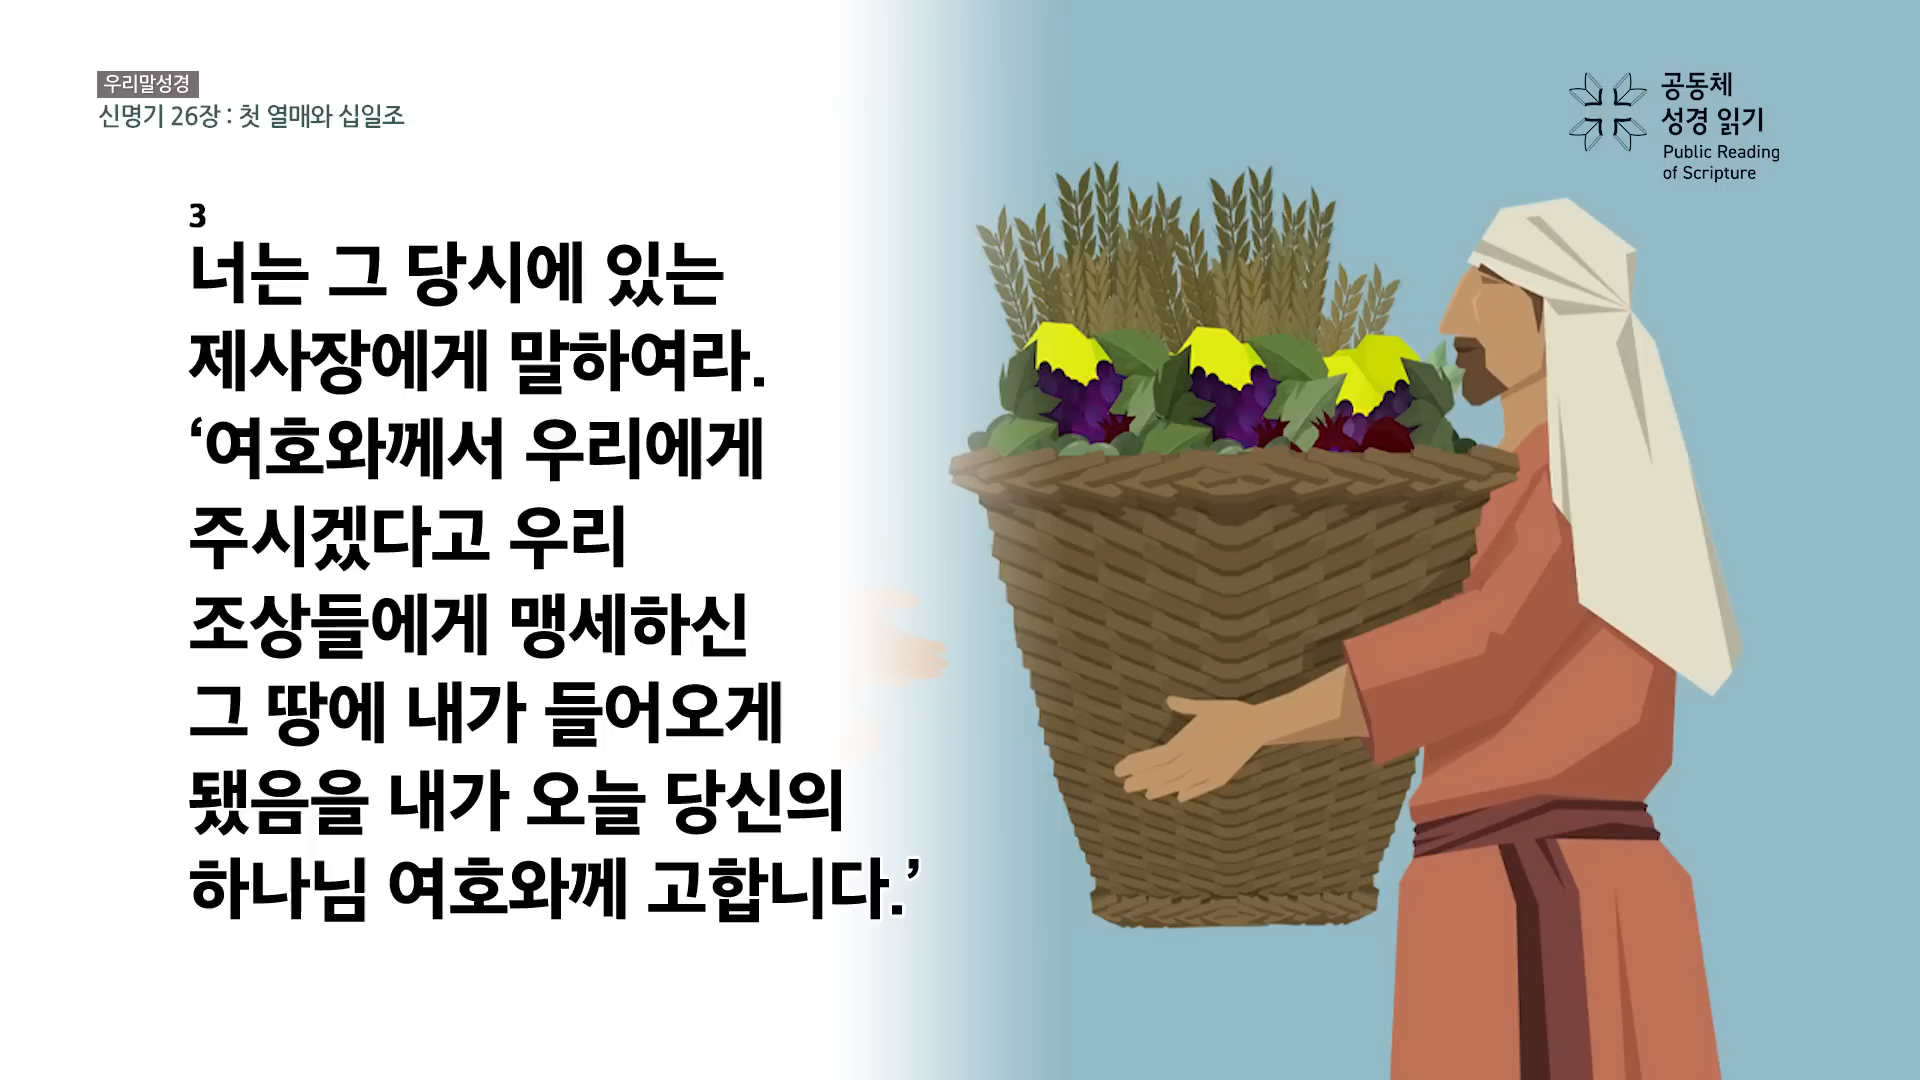 우리말성경
신명기 26장 : 첫 열매와 십일조
공동체
성경 읽기
Public Reading
of Scripture
3
너는 그 당시에 있는
제사장에게 말하여라.
‘여호와께서 우리에게
주시겠다고 우리
조상들에게 맹세하신
그 땅에 내가 들어오게
됐음을 내가 오늘 당신의
하나님 여호와께 고합니다.’